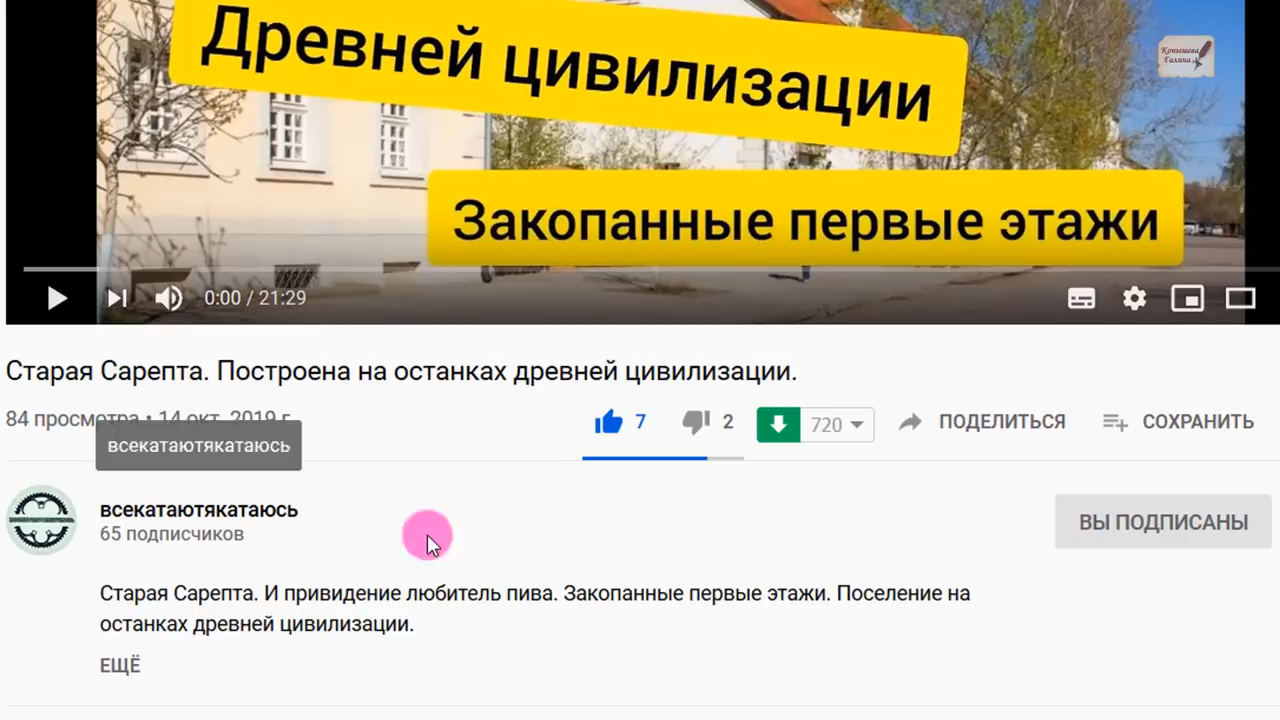 Древней цивилизации
Конышева
Галина
Закопанные первые этажи
0:00 / 21:29
Старая Сарепта. Построена на останках древней цивилизации.
84 просмотра • 14 окт. 2019 г.
7
2
720
ПОДЕЛИТЬСЯ
СОХРАНИТЬ
всекатаютякатаюсь
всекатаютякатаюсь
65 подписчиков
ВЫ ПОДПИСАНЫ
Старая Сарепта. И привидение любитель пива. Закопанные первые этажи. Поселение на
останках древней цивилизации.
ЕЩЁ